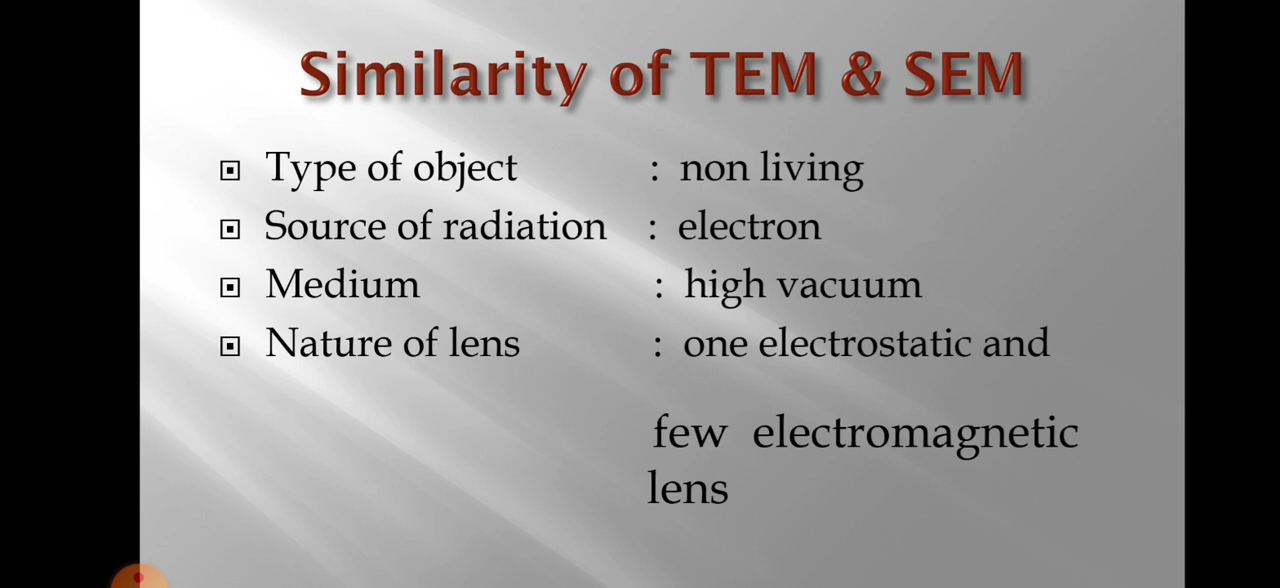 Similarity of TEM & SEM
Type of object : non living
Source of radiation : electron
Medium : high vacuum
Nature of lens : one electrostatic and
few electromagnetic
lens